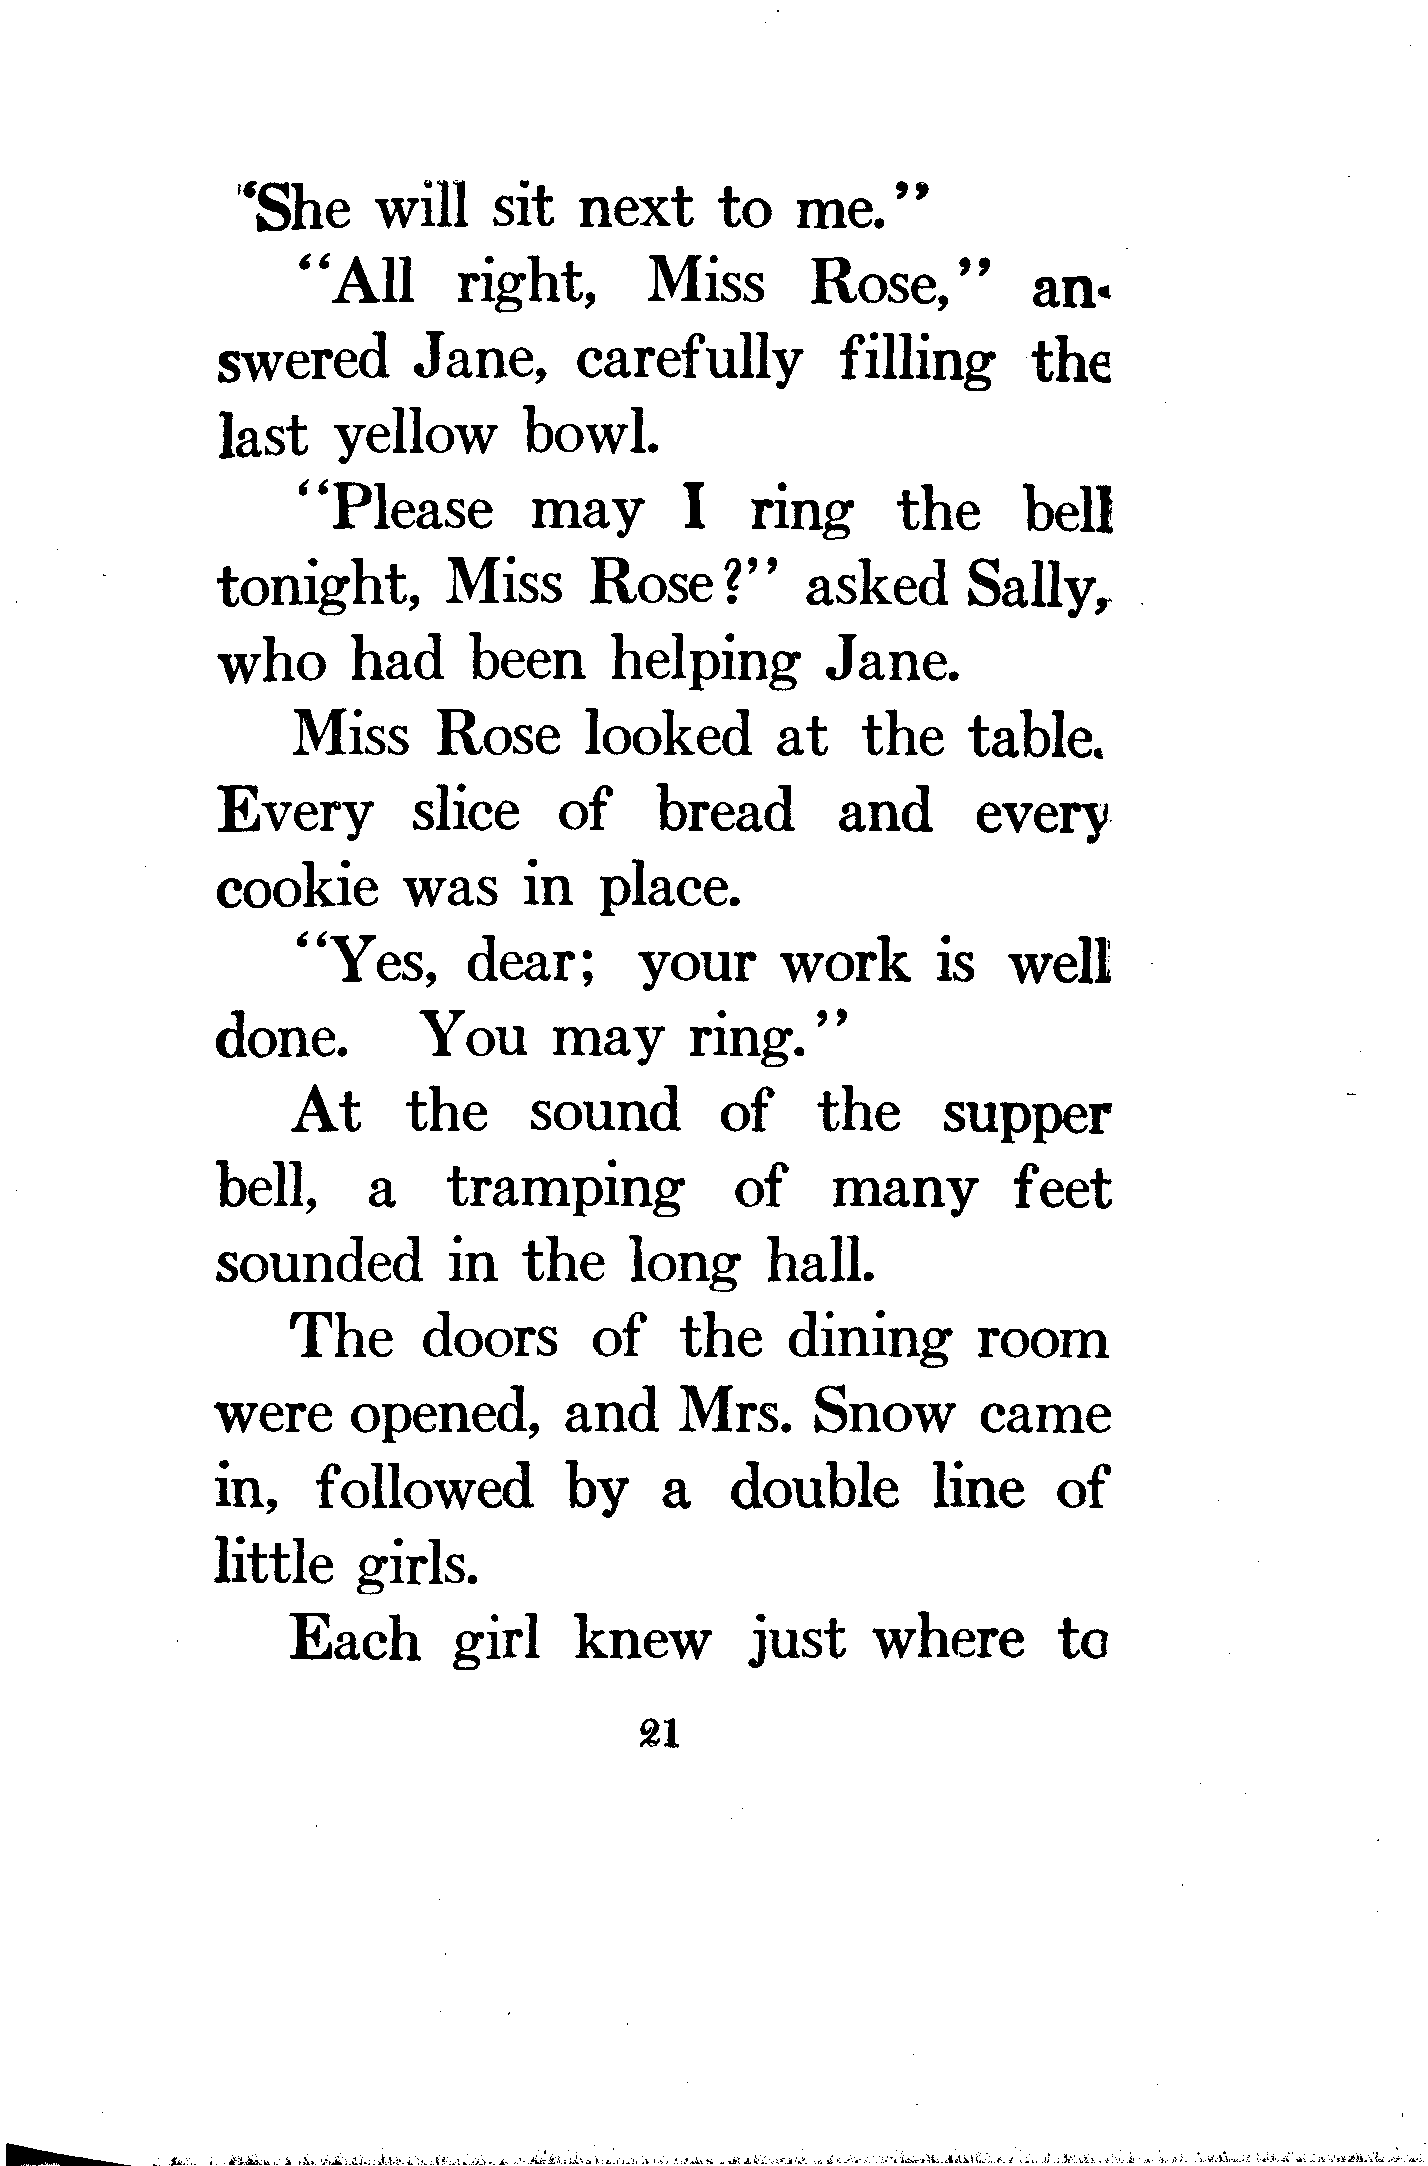 "She will sit next to me."
"All right, Miss Rose," an-
swered Jane, carefully filling the
last yellow bowl.
"Please may I ring the bell
tonight, Miss Rose?" asked Sally,
who had been helping Jane.
Miss Rose looked at the table.
Every slice of bread and every
cookie was in place.
"Yes, dear; your work is well
done. You may ring."
At the sound of the supper
bell, a tramping of many feet
sounded in the long hall.
The doors of the dining room
were opened, and Mrs. Snow came
in, followed by a double line of
little girls.
Each girl knew just where to
21